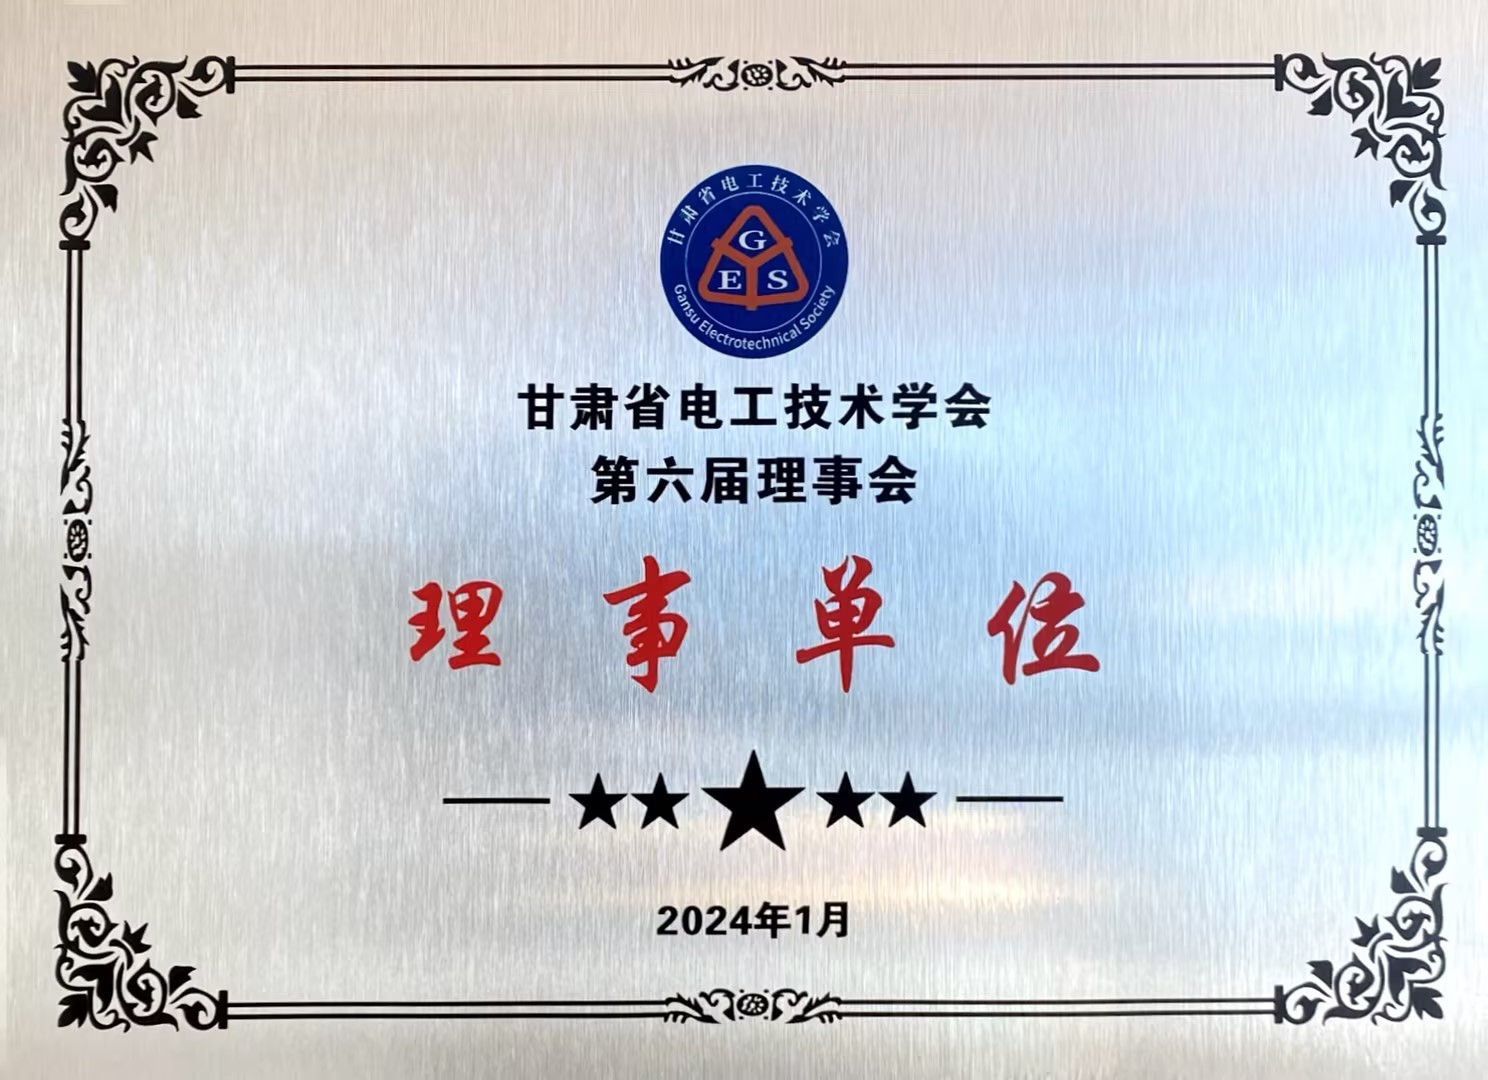 甘肃省电工技术学会
G
E S
Gansu Electrotechnical Society
甘肃省电工技术学会
第六届理事会
理事单位
2024年1月